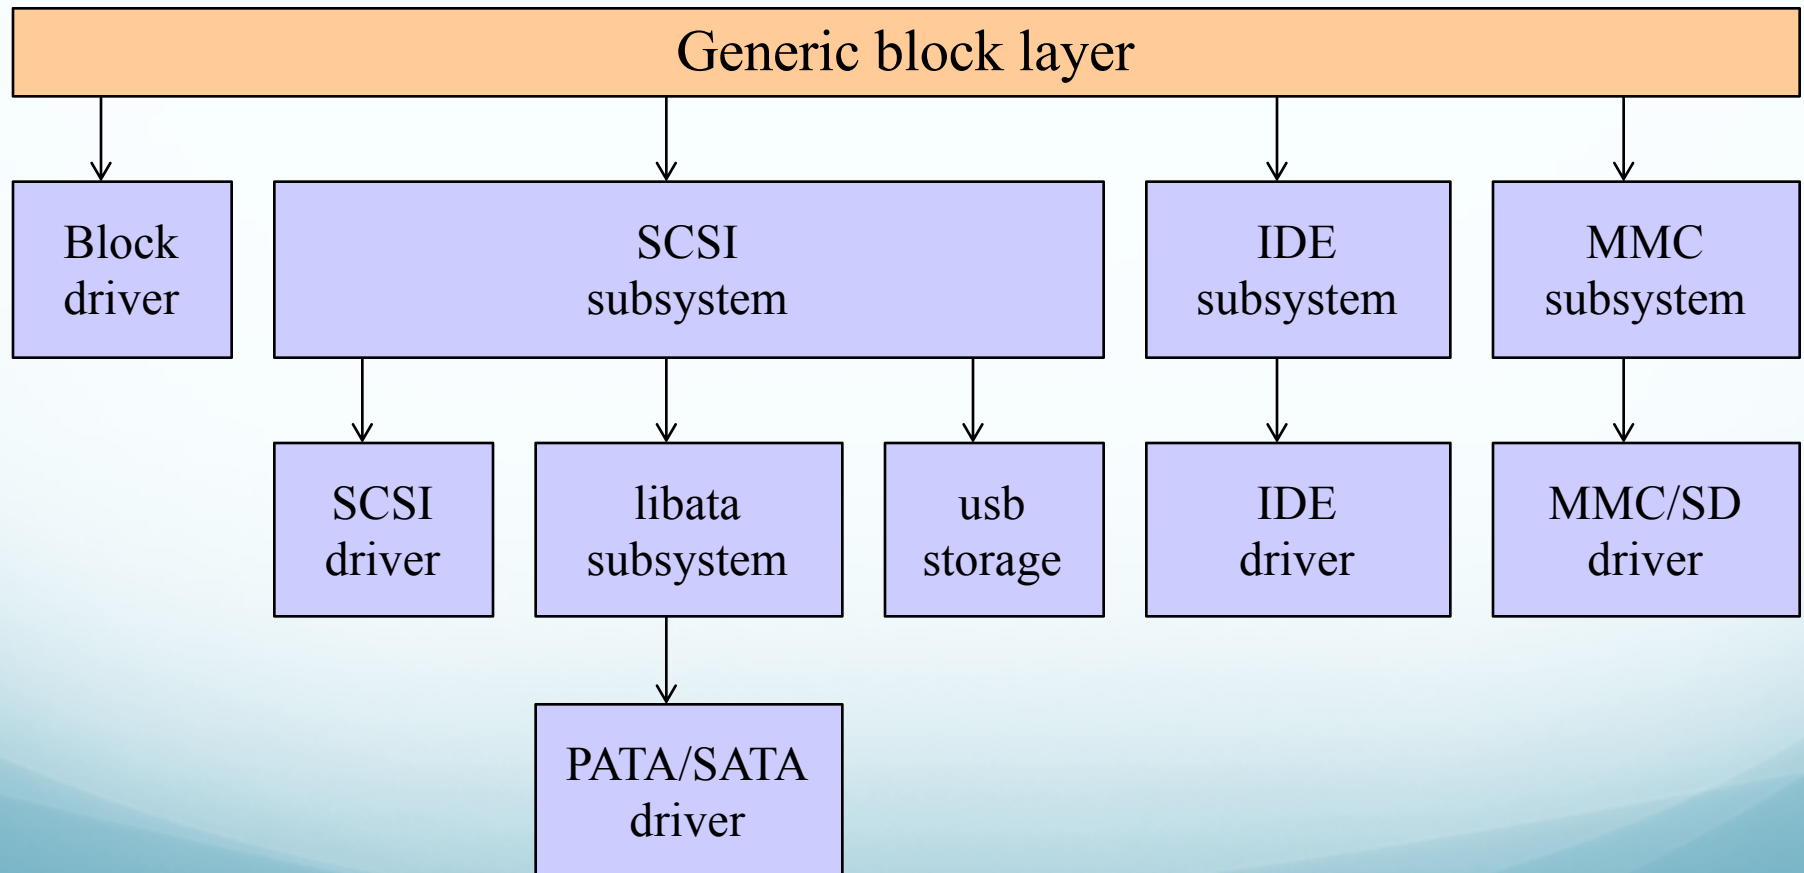 Generic block layer
Block
driver
SCSI
subsystem
IDE
subsystem
MMC
subsystem
SCSI
driver
libata
subsystem
usb
storage
IDE
driver
MMC/SD
driver
PATA/SATA
driver